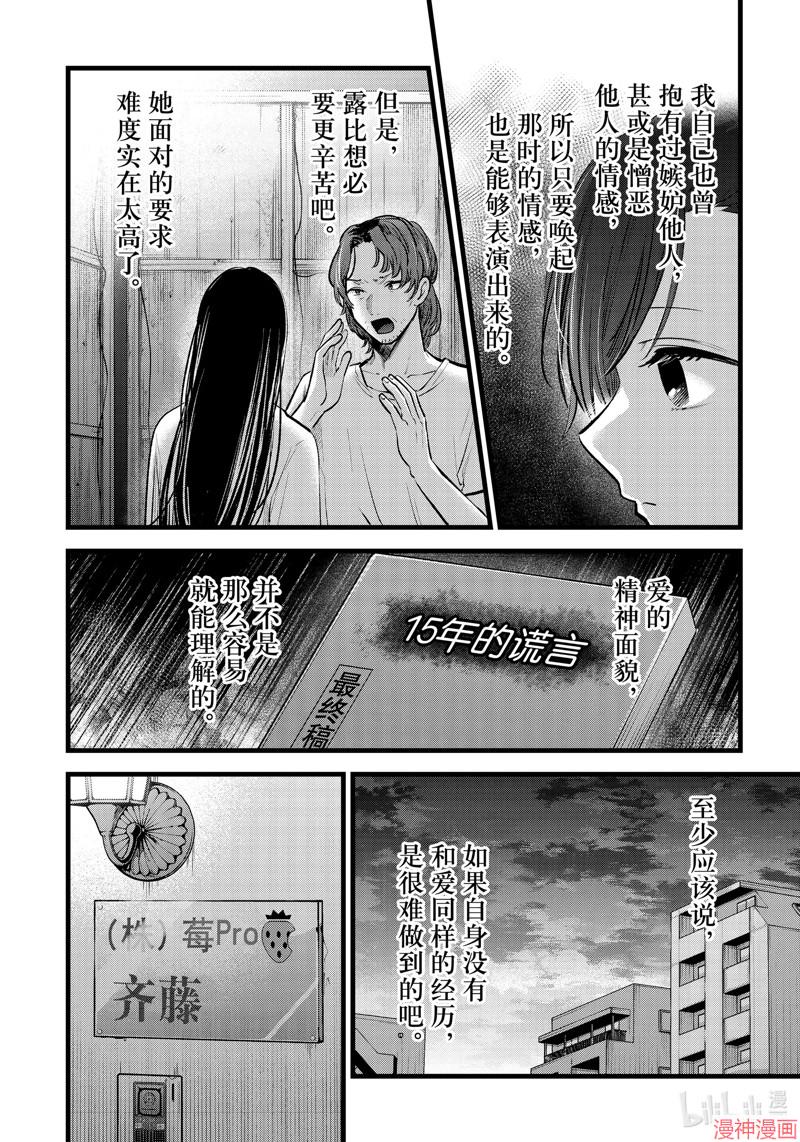 我自己也曾
抱有过嫉妒他人，
甚或是憎恶
他人的情感，
所以只要唤起
那时的情感，
也是能够表演出来的。
但是，
露比想必
要更辛苦吧。
她面对的要求
难度实在太高了。
爱的
精神面貌，
15年的谎言
最终稿
并不是
那么容易
就能理解的。
至少应该说，
如果自身没有
和爱同样的经历，
是很难做到的吧。
（株）莓Pro
齐藤
bilibili 漫
漫神漫画